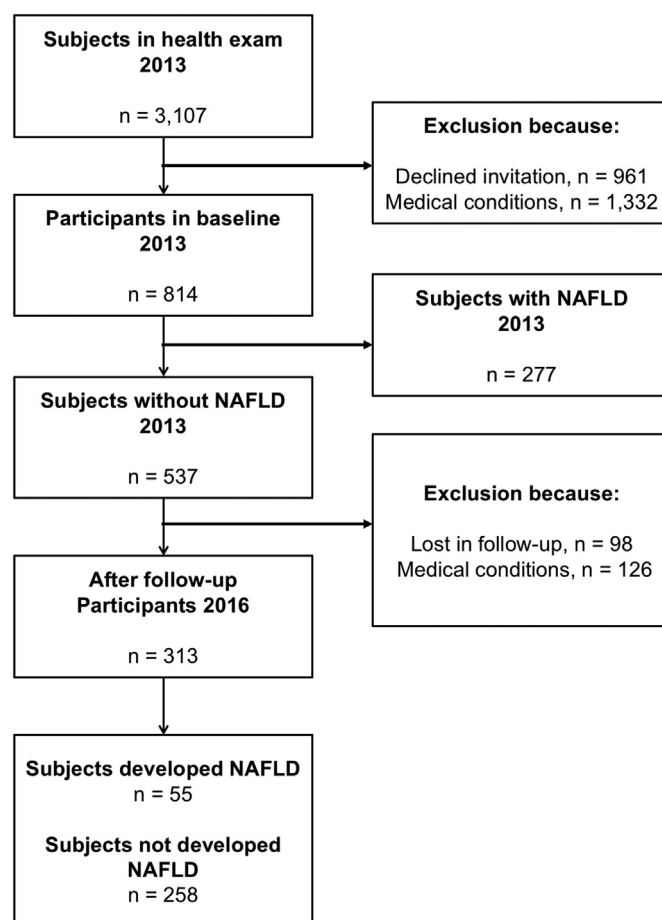 Subjects in health exam
2013
n = 3,107
Exclusion because:
Declined invitation, n = 961
Medical conditions, n = 1,332
Participants in baseline
2013
n = 814
Subjects with NAFLD
2013
n = 277
Subjects without NAFLD
2013
n = 537
Exclusion because:
Lost in follow-up, n = 98
Medical conditions, n = 126
After follow-up
Participants 2016
n = 313
Subjects developed NAFLD
n = 55
Subjects not developed
NAFLD
n = 258